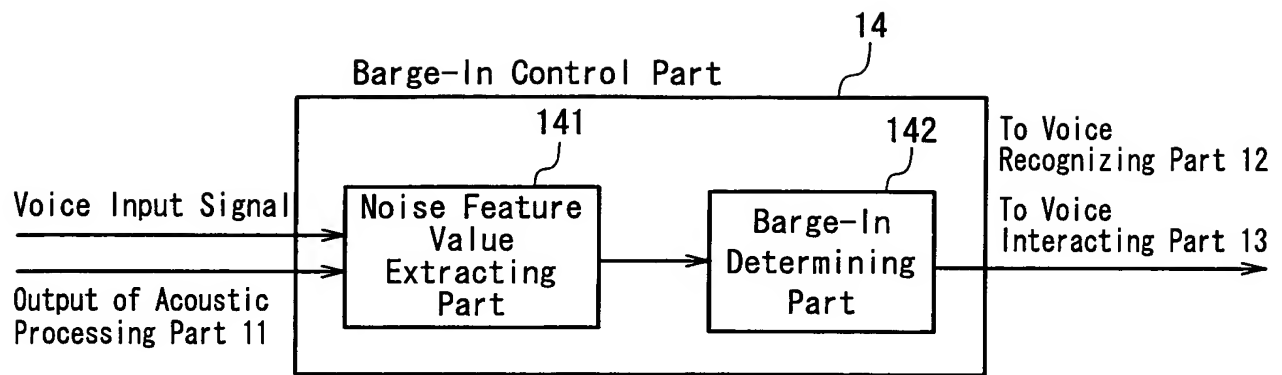 14
Barge-In Control Part
141
142
To Voice
Recognizing Part 12
Voice Input Signal
Noise Feature
Value
Extracting
Part
Barge-In
Determining
Part
To Voice
Interacting Part 13
Output of Acoustic
Processing Part 11